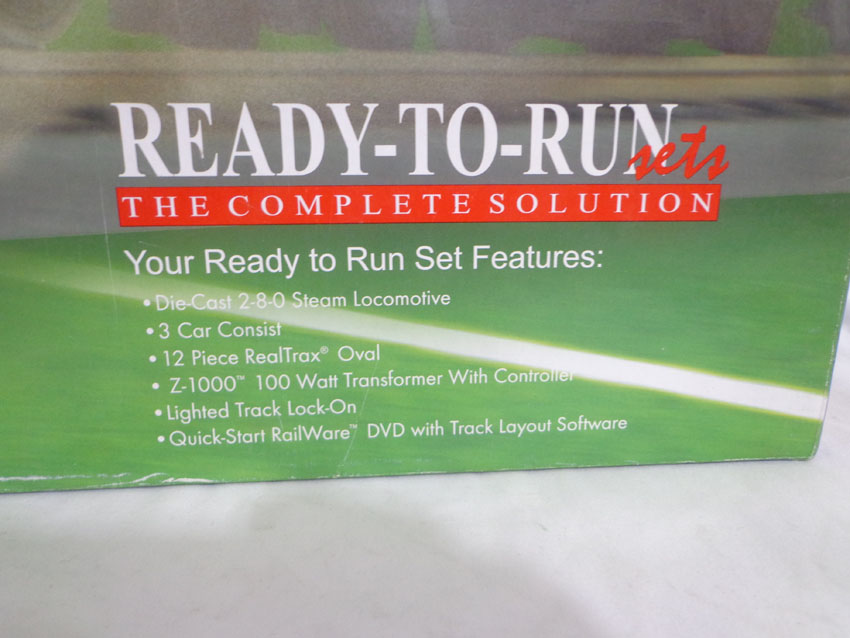 READY-TO-RUN sets
THE COMPLETE SOLUTION
Your Ready to Run Set Features:
•Die-Cast 2-8-0 Steam Locomotive
•3 Car Consist
•12 Piece RealTrax® Oval
• Z-1000™ 100 Watt Transformer With Controller
•Lighted Track Lock-On
•Quick-Start RailWare™ DVD with Track Layout Software